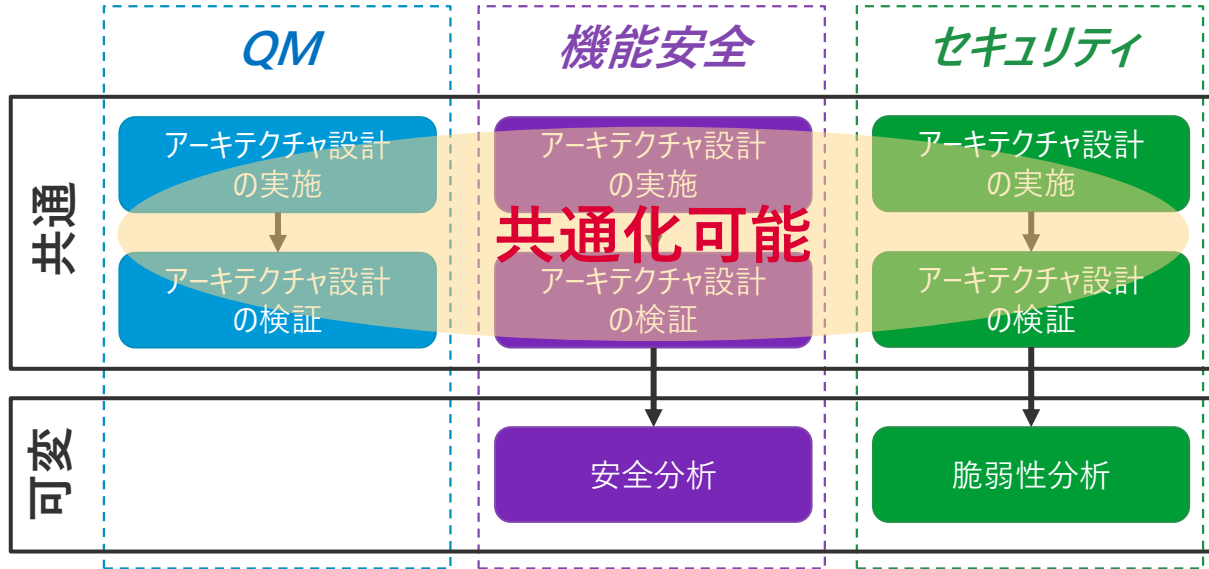 QM
機能安全
セキュリティ
共通
アーキテクチャ設計
の実施
アーキテクチャ設計
の実施
アーキテクチャ設計
の実施
共通化可能
アーキテクチャ設計
の検証
アーキテクチャ設計
の検証
アーキテクチャ設計
の検証
可変
安全分析
脆弱性分析